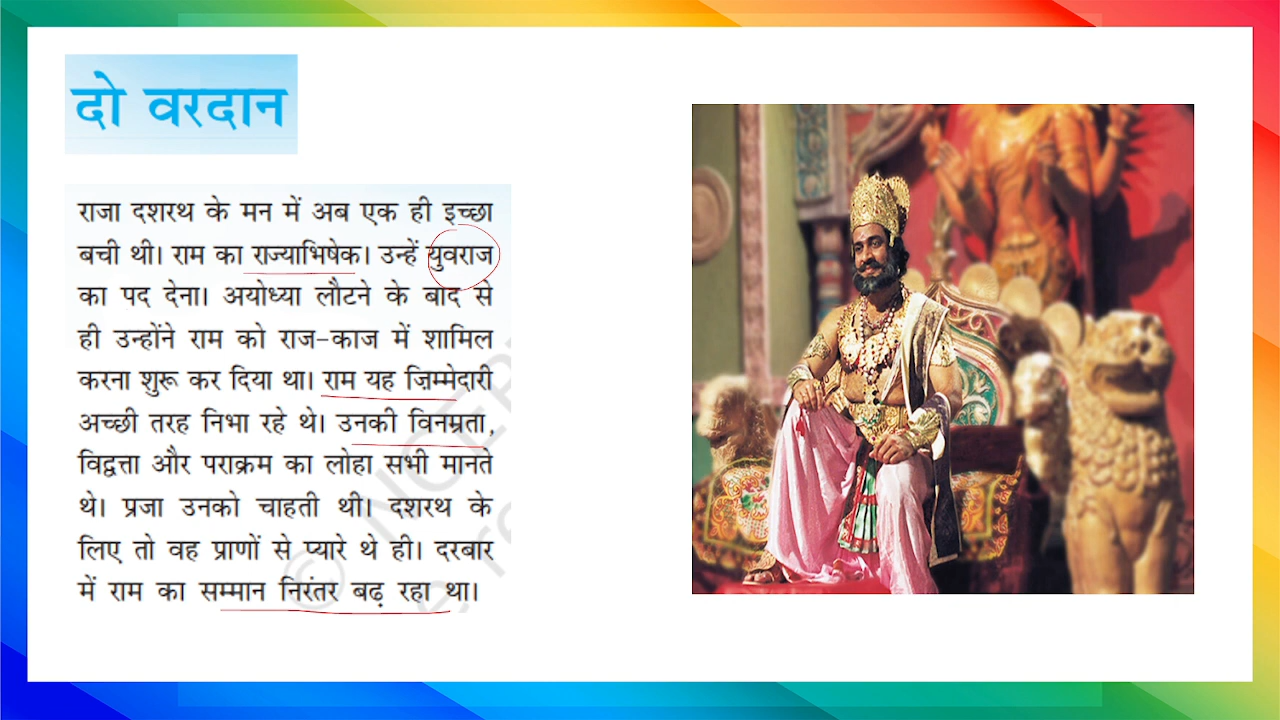 दो वरदान
राजा दशरथ के मन में अब एक ही इच्छा
बची थी। राम का राज्याभिषेक। उन्हें युवराज
का पद देना। अयोध्या लौटने के बाद से
ही उन्होंने राम को राज-काज में शामिल
करना शुरू कर दिया था। राम यह ज़िम्मेदारी
अच्छी तरह निभा रहे थे। उनकी विनम्रता,
विद्वत्ता और पराक्रम का लोहा सभी मानते
थे। प्रजा उनको चाहती थी। दशरथ के
लिए तो वह प्राणों से प्यारे थे ही। दरबार
में राम का सम्मान निरंतर बढ़ रहा था।